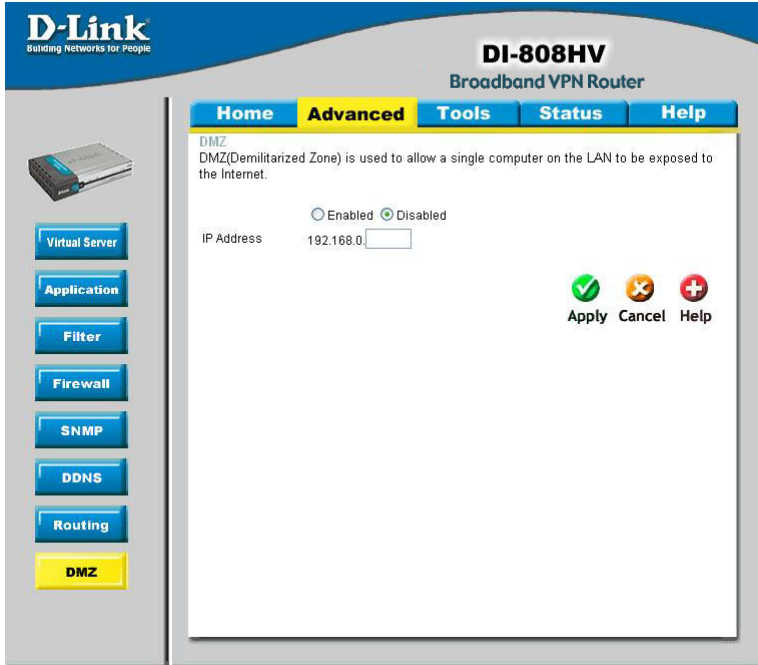 D-Link
Building Networks for People
DI-808HV
Broadband VPN Router
Home Advanced Tools Status Help
DMZ
DMZ(Demilitarized Zone) is used to allow a single computer on the LAN to be exposed to
the Internet.
Enabled Disabled
IP Address 192.168.0.
Apply Cancel Help
Virtual Server
Application
Filter
Firewall
SNMP
DDNS
Routing
DMZ